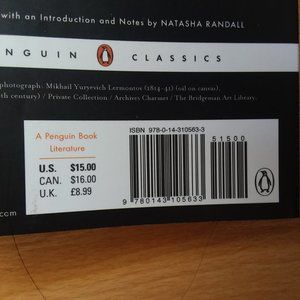 with an Introduction and Notes by NATASHA RANDALL
ENGUIN CLASSICS
photograph: Mikhail Yuryevich Lermontov (1814-41) (oil on canvas),
th century) / Private Collection / Archives Charmet / The Bridgeman Art Library.
A Penguin Book
Literature
U.S. $15.00
CAN. $16.00
U.K. £8.99
ISBN 978-0-14-310563-3
51500
9 780143 105633
.com